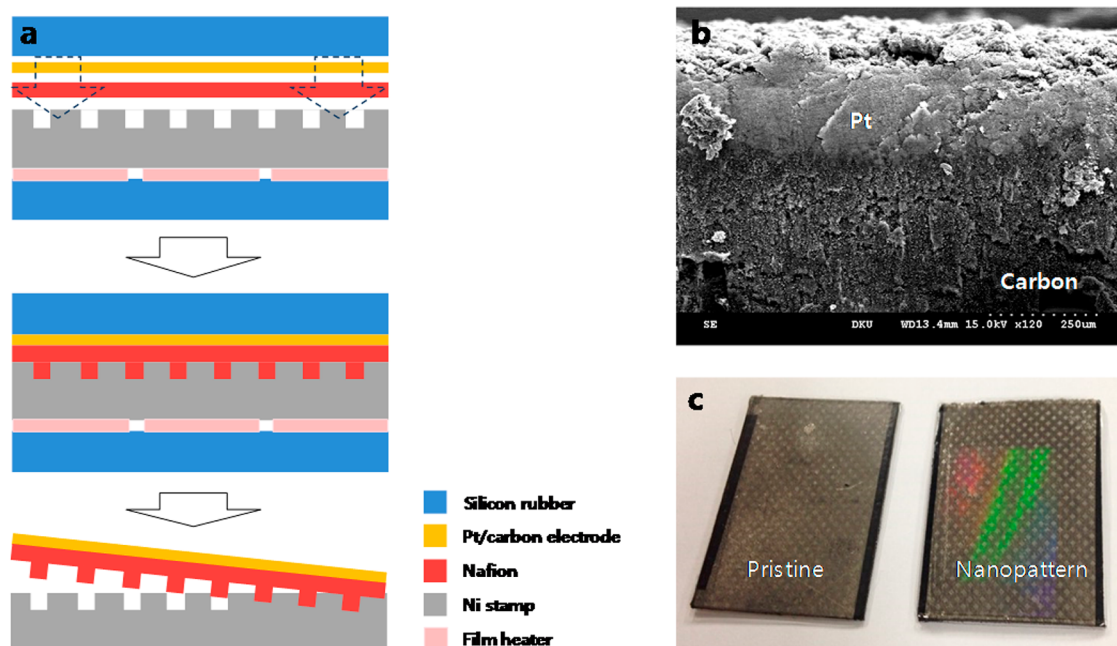 a
Silicon rubber
Pt/carbon electrode
Nafion
Ni stamp
Film heater
b
Pt
Carbon
SE DKU WD13.4mm 15.0kV x120 250um
c
Pristine
Nanopattern